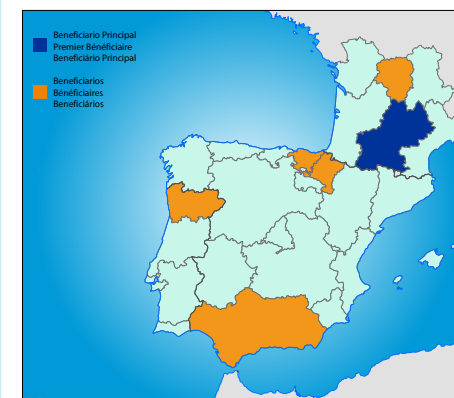 Beneficiario Principal
Premier Bénéficiaire
Beneficiário Principal
Beneficiarios
Bénéficiaires
Beneficiários